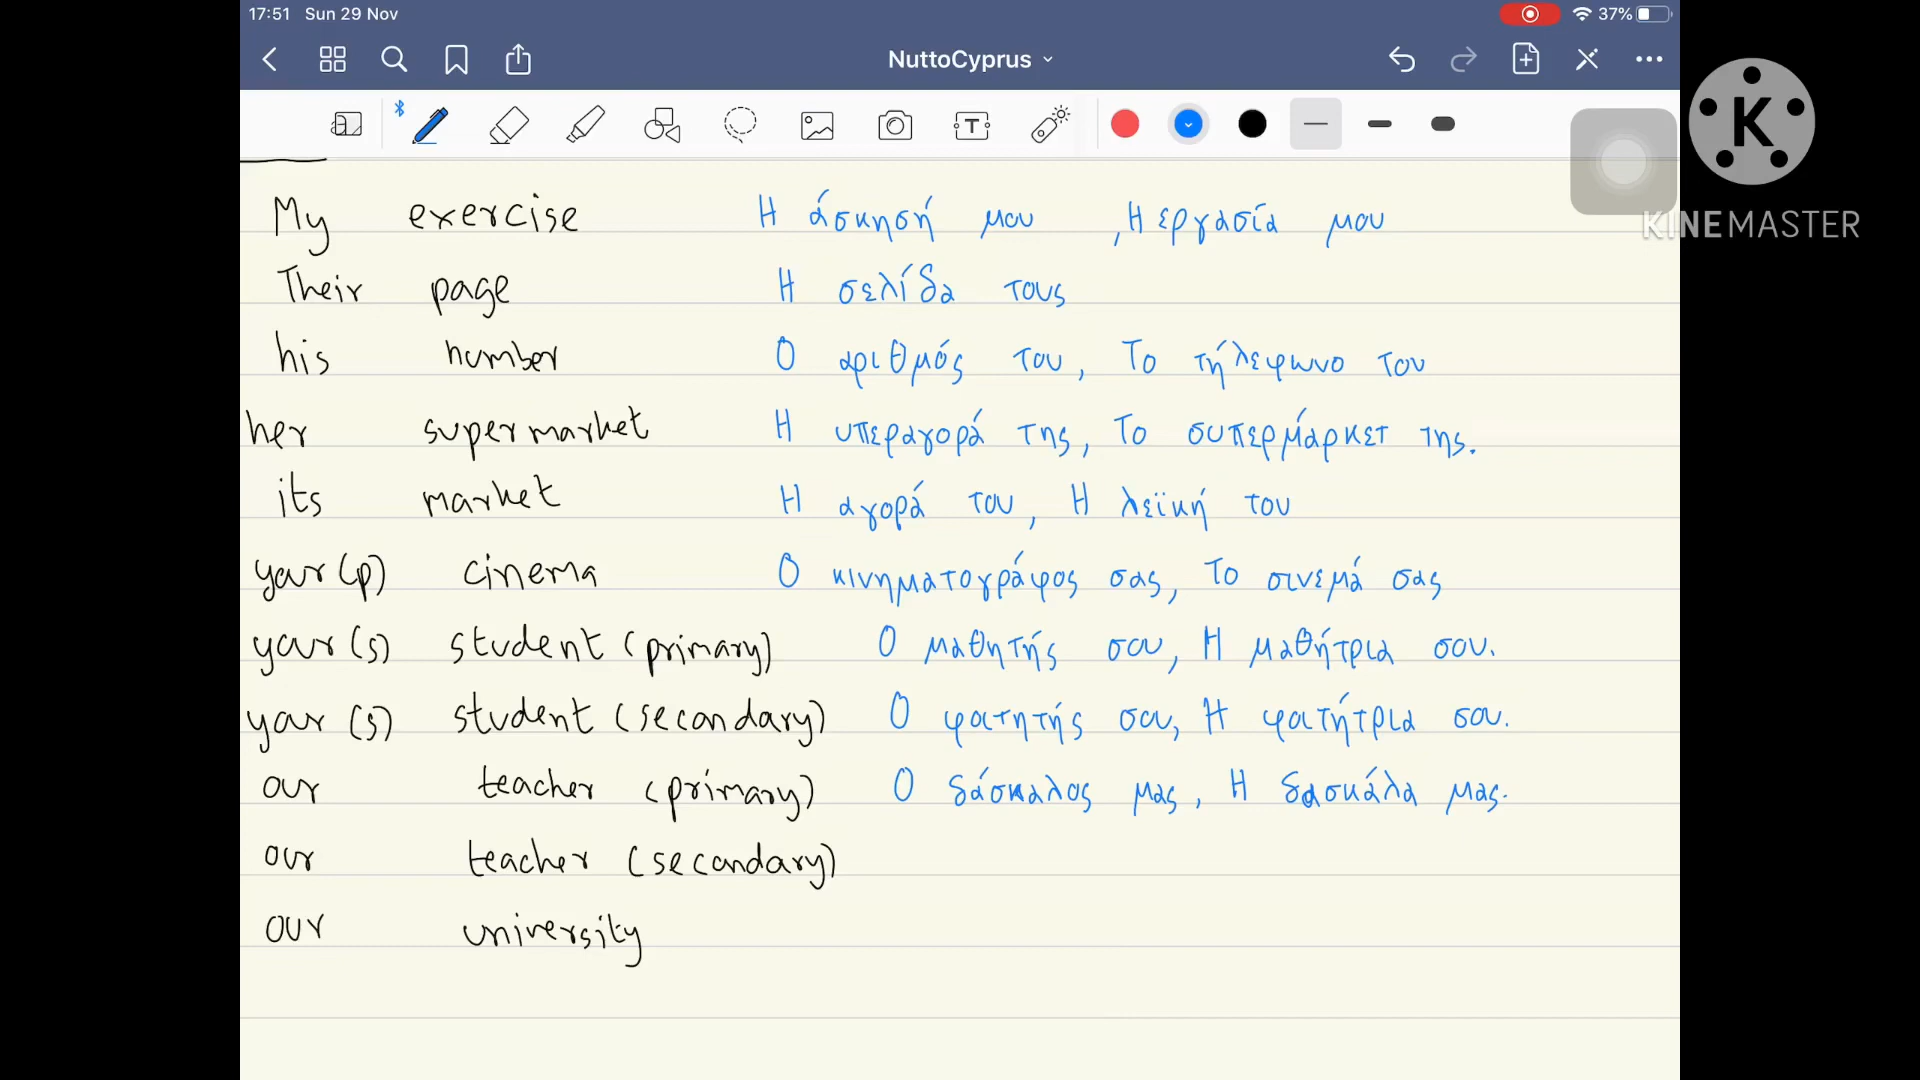 17:51 Sun 29 Nov 37%
NuttoCyprus
K
KINEMASTER
My exercise Η άσκησή μου , Η εργασία μου
Their page Η σελίδα τους
his number Ο αριθμός του, Το τήλεφωνο του
her supermarket Η υπεραγορά της, Το συπερμάρκετ της.
its market Η αγορά του, Η λεϊκή του
your (p) cinema Ο κινηματογράφος σας, Το σινεμά σας
your (s) student (primary) Ο μαθητής σου, Η μαθήτρια σου.
your (s) student (secondary) Ο φοιτητής σου, Η φοιτήτρια σου.
our teacher (primary) Ο δάσκαλος μας, Η δασκάλα μας.
our teacher (secondary)
our university